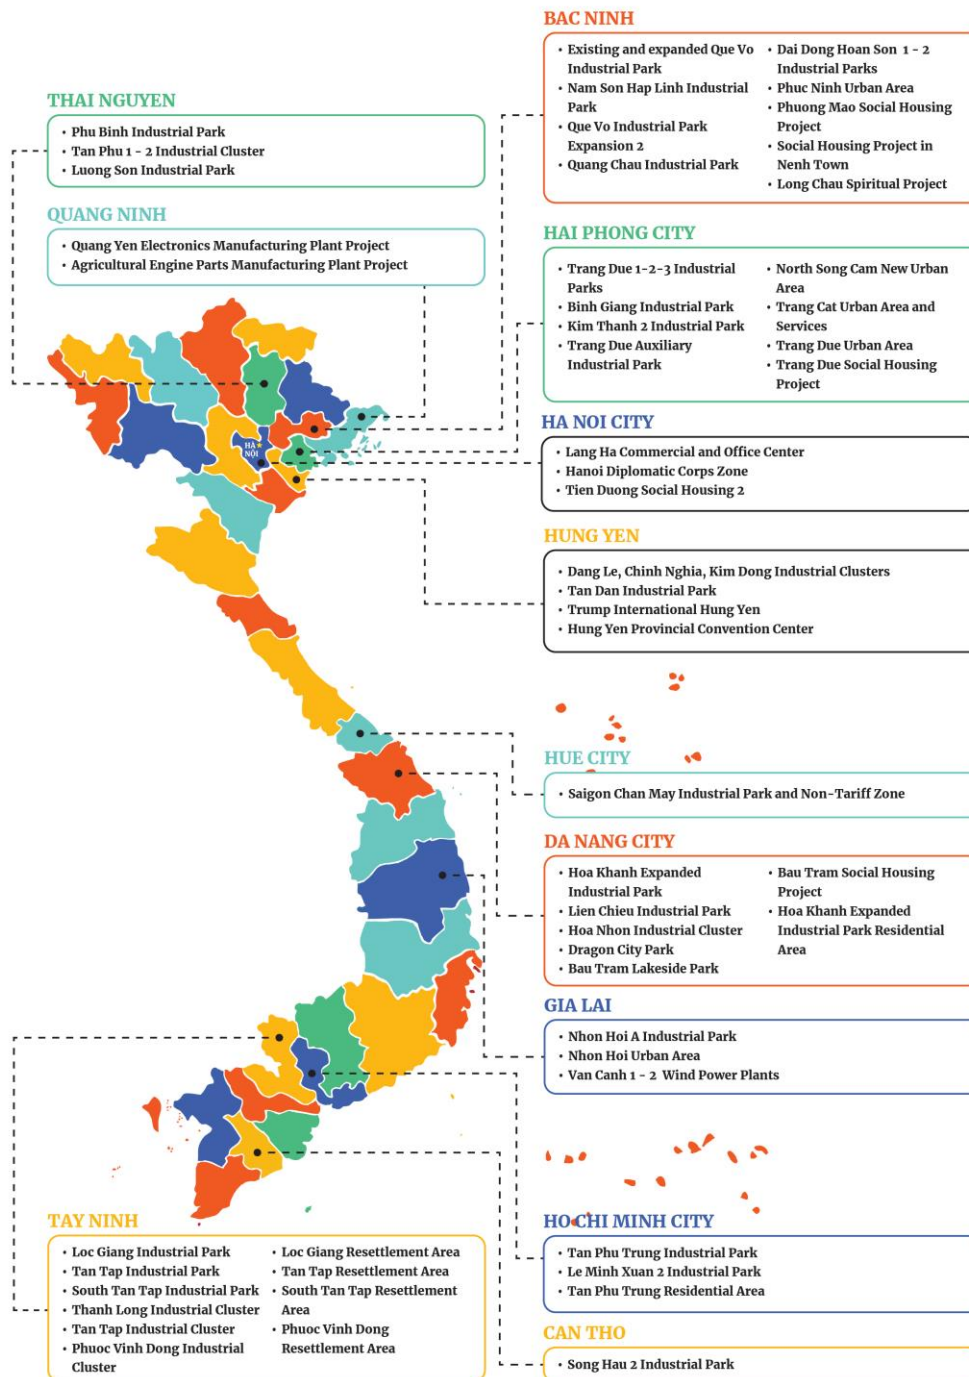 BAC NINH
• Existing and expanded Que Vo
Industrial Park
• Nam Son Hap Linh Industrial
Park
• Que Vo Industrial Park
Expansion 2
• Quang Chau Industrial Park
• Dai Dong Hoan Son 1 - 2
Industrial Parks
• Phuc Ninh Urban Area
• Phuong Mao Social Housing
Project
• Social Housing Project in
Nenh Town
• Long Chau Spiritual Project
THAI NGUYEN
• Phu Binh Industrial Park
• Tan Phu 1 - 2 Industrial Cluster
• Luong Son Industrial Park
QUANG NINH
• Quang Yen Electronics Manufacturing Plant Project
• Agricultural Engine Parts Manufacturing Plant Project
HAI PHONG CITY
• Trang Due 1-2-3 Industrial
Parks
• Binh Giang Industrial Park
• Kim Thanh 2 Industrial Park
• Trang Due Auxiliary
Industrial Park
• North Song Cam New Urban
Area
• Trang Cat Urban Area and
Services
• Trang Due Urban Area
• Trang Due Social Housing
Project
HÀ
NỘI
HA NOI CITY
• Lang Ha Commercial and Office Center
• Hanoi Diplomatic Corps Zone
• Tien Duong Social Housing 2
HUNG YEN
• Dang Le, Chinh Nghia, Kim Dong Industrial Clusters
• Tan Dan Industrial Park
• Trump International Hung Yen
• Hung Yen Provincial Convention Center
HUE CITY
• Saigon Chan May Industrial Park and Non-Tariff Zone
DA NANG CITY
• Hoa Khanh Expanded
Industrial Park
• Lien Chieu Industrial Park
• Hoa Nhon Industrial Cluster
• Dragon City Park
• Bau Tram Lakeside Park
• Bau Tram Social Housing
Project
• Hoa Khanh Expanded
Industrial Park Residential
Area
GIA LAI
• Nhon Hoi A Industrial Park
• Nhon Hoi Urban Area
• Van Canh 1 - 2 Wind Power Plants
TAY NINH
• Loc Giang Industrial Park
• Tan Tap Industrial Park
• South Tan Tap Industrial Park
• Thanh Long Industrial Cluster
• Tan Tap Industrial Cluster
• Phuoc Vinh Dong Industrial
Cluster
• Loc Giang Resettlement Area
• Tan Tap Resettlement Area
• South Tan Tap Resettlement
Area
• Phuoc Vinh Dong
Resettlement Area
HO CHI MINH CITY
• Tan Phu Trung Industrial Park
• Le Minh Xuan 2 Industrial Park
• Tan Phu Trung Residential Area
CAN THO
• Song Hau 2 Industrial Park